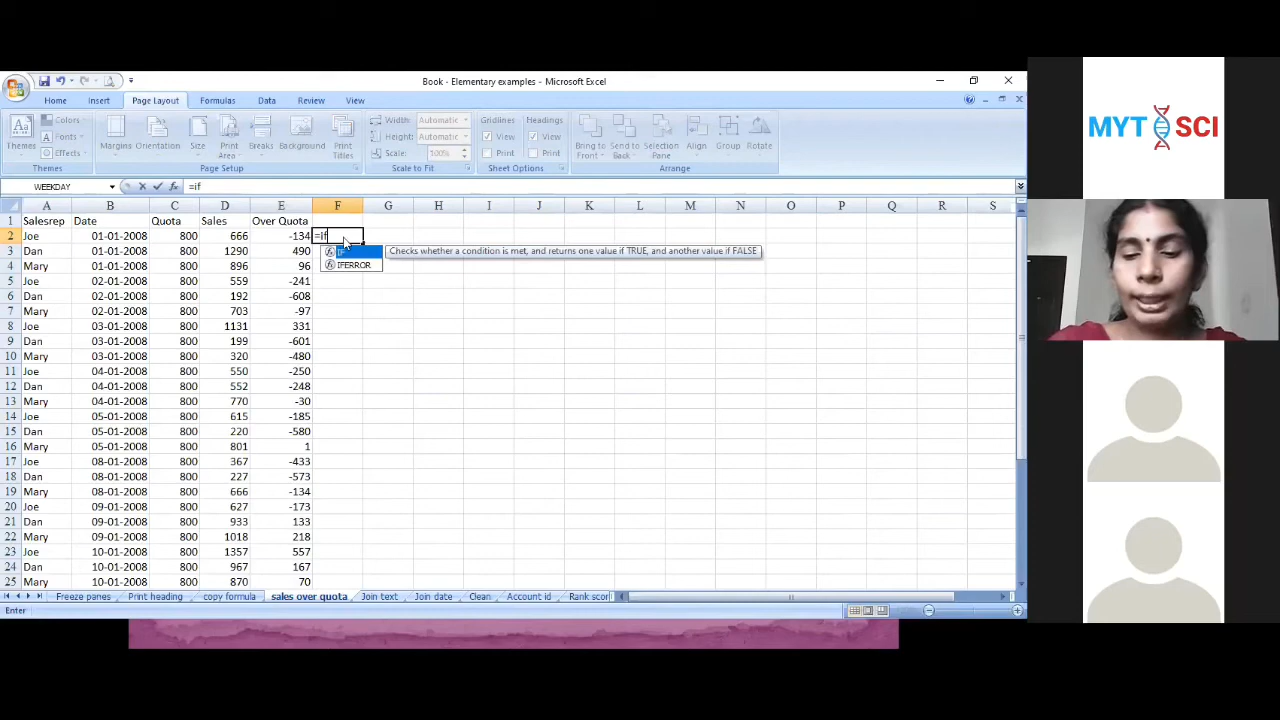 Book - Elementary examples - Microsoft Excel
Home Insert Page Layout Formulas Data Review View
Themes Colors Fonts Effects Themes
Margins Orientation Size Print Area Breaks Background Print Titles Page Setup
Width: Automatic Height: Automatic Scale: 100% Scale to Fit
Gridlines View Print Headings View Print Sheet Options
Bring to Front Send to Back Selection Pane Align Group Rotate Arrange
WEEKDAY =if
A B C D E F G H I J K L M N O P Q R S
1 Salesrep Date Quota Sales Over Quota
2 Joe 01-01-2008 800 666 -134 =if
3 Dan 01-01-2008 800 1290 490 IF Checks whether a condition is met, and returns one value if TRUE, and another value if FALSE
4 Mary 01-01-2008 800 896 96 IFERROR
5 Joe 02-01-2008 800 559 -241
6 Dan 02-01-2008 800 192 -608
7 Mary 02-01-2008 800 703 -97
8 Joe 03-01-2008 800 1131 331
9 Dan 03-01-2008 800 199 -601
10 Mary 03-01-2008 800 320 -480
11 Joe 04-01-2008 800 550 -250
12 Dan 04-01-2008 800 552 -248
13 Mary 04-01-2008 800 770 -30
14 Joe 05-01-2008 800 615 -185
15 Dan 05-01-2008 800 220 -580
16 Mary 05-01-2008 800 801 1
17 Joe 08-01-2008 800 367 -433
18 Dan 08-01-2008 800 227 -573
19 Mary 08-01-2008 800 666 -134
20 Joe 09-01-2008 800 627 -173
21 Dan 09-01-2008 800 933 133
22 Mary 09-01-2008 800 1018 218
23 Joe 10-01-2008 800 1357 557
24 Dan 10-01-2008 800 967 167
25 Mary 10-01-2008 800 870 70
Freeze panes Print heading copy formula sales over quota Join text Join date Clean Account id Rank scor
Enter
MYT SCI